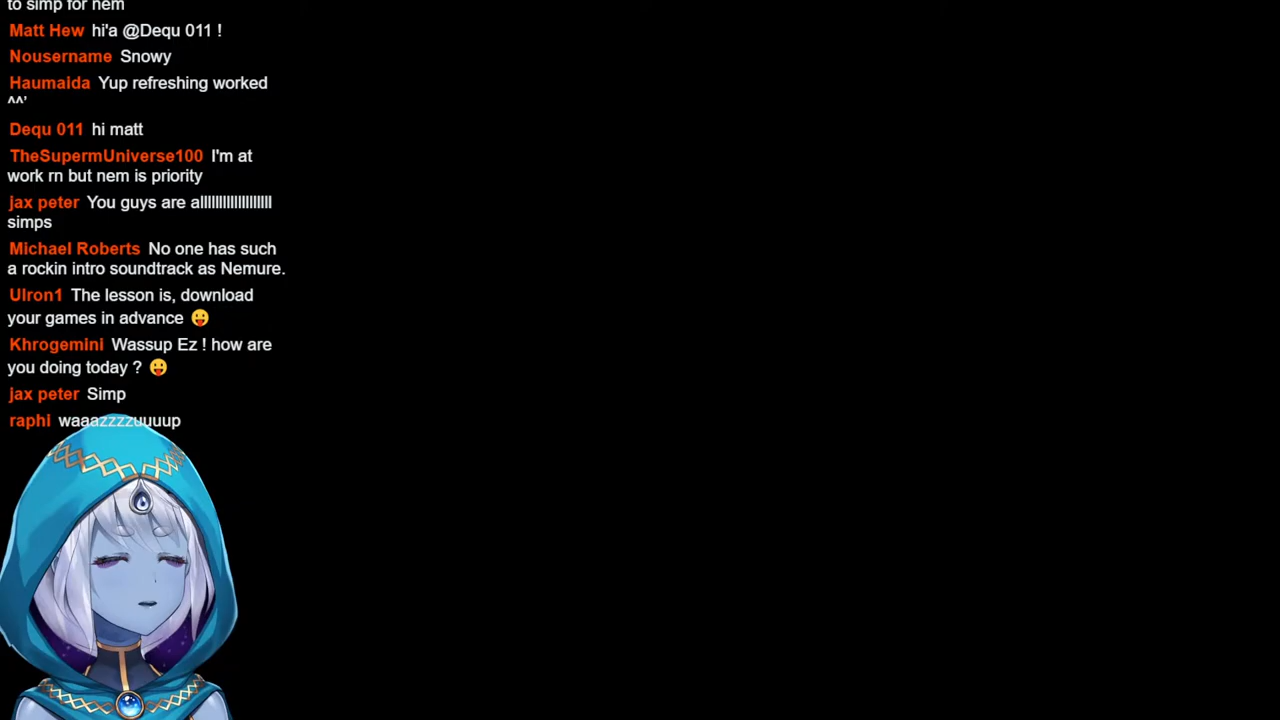 to simp for nem
Matt Hew hi'a @Dequ 011 !
Nousername Snowy
Haumaida Yup refreshing worked
^^'
Dequ 011 hi matt
TheSupermUniverse100 I'm at
work rn but nem is priority
jax peter You guys are allllllllllllllllllll
simps
Michael Roberts No one has such
a rockin intro soundtrack as Nemure.
UIron1 The lesson is, download
your games in advance 😛
Khrogemini Wassup Ez ! how are
you doing today ? 😛
jax peter Simp
raphi waaazzzzuuuup